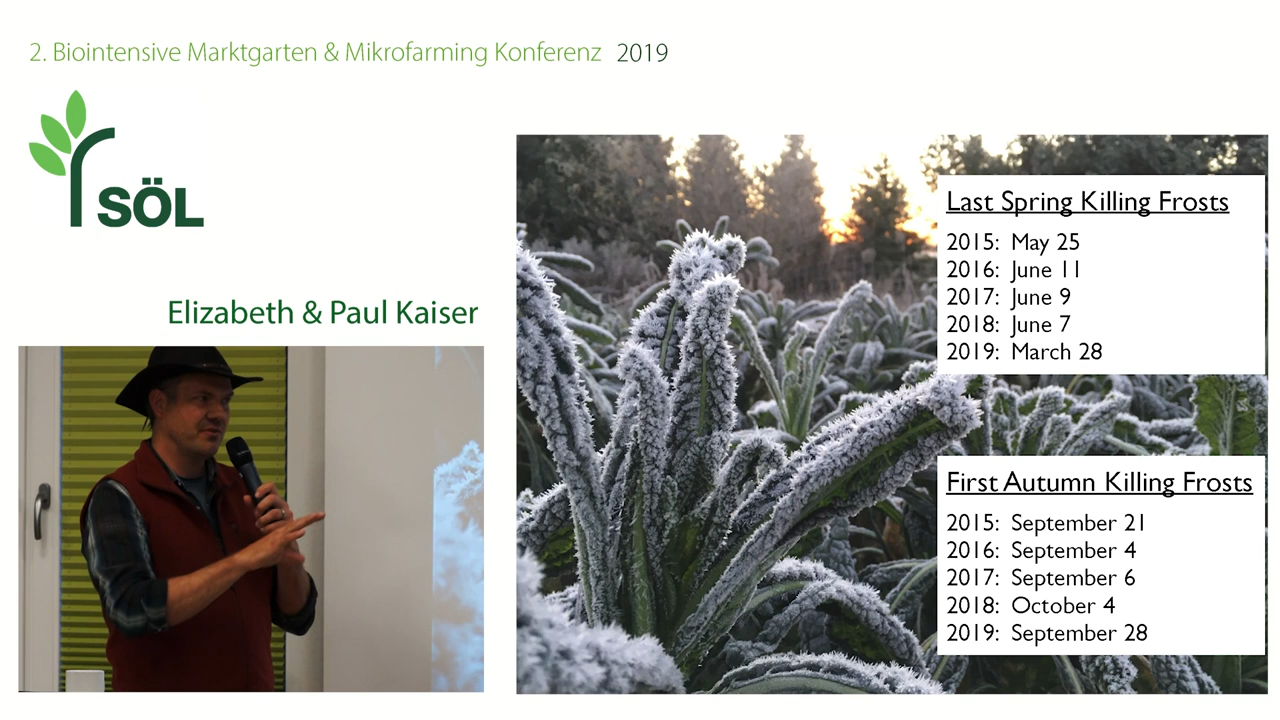 2. Biointensive Marktgarten & Mikrofarming Konferenz 2019
SÖL
Elizabeth & Paul Kaiser
Last Spring Killing Frosts
2015: May 25
2016: June 11
2017: June 9
2018: June 7
2019: March 28
First Autumn Killing Frosts
2015: September 21
2016: September 4
2017: September 6
2018: October 4
2019: September 28